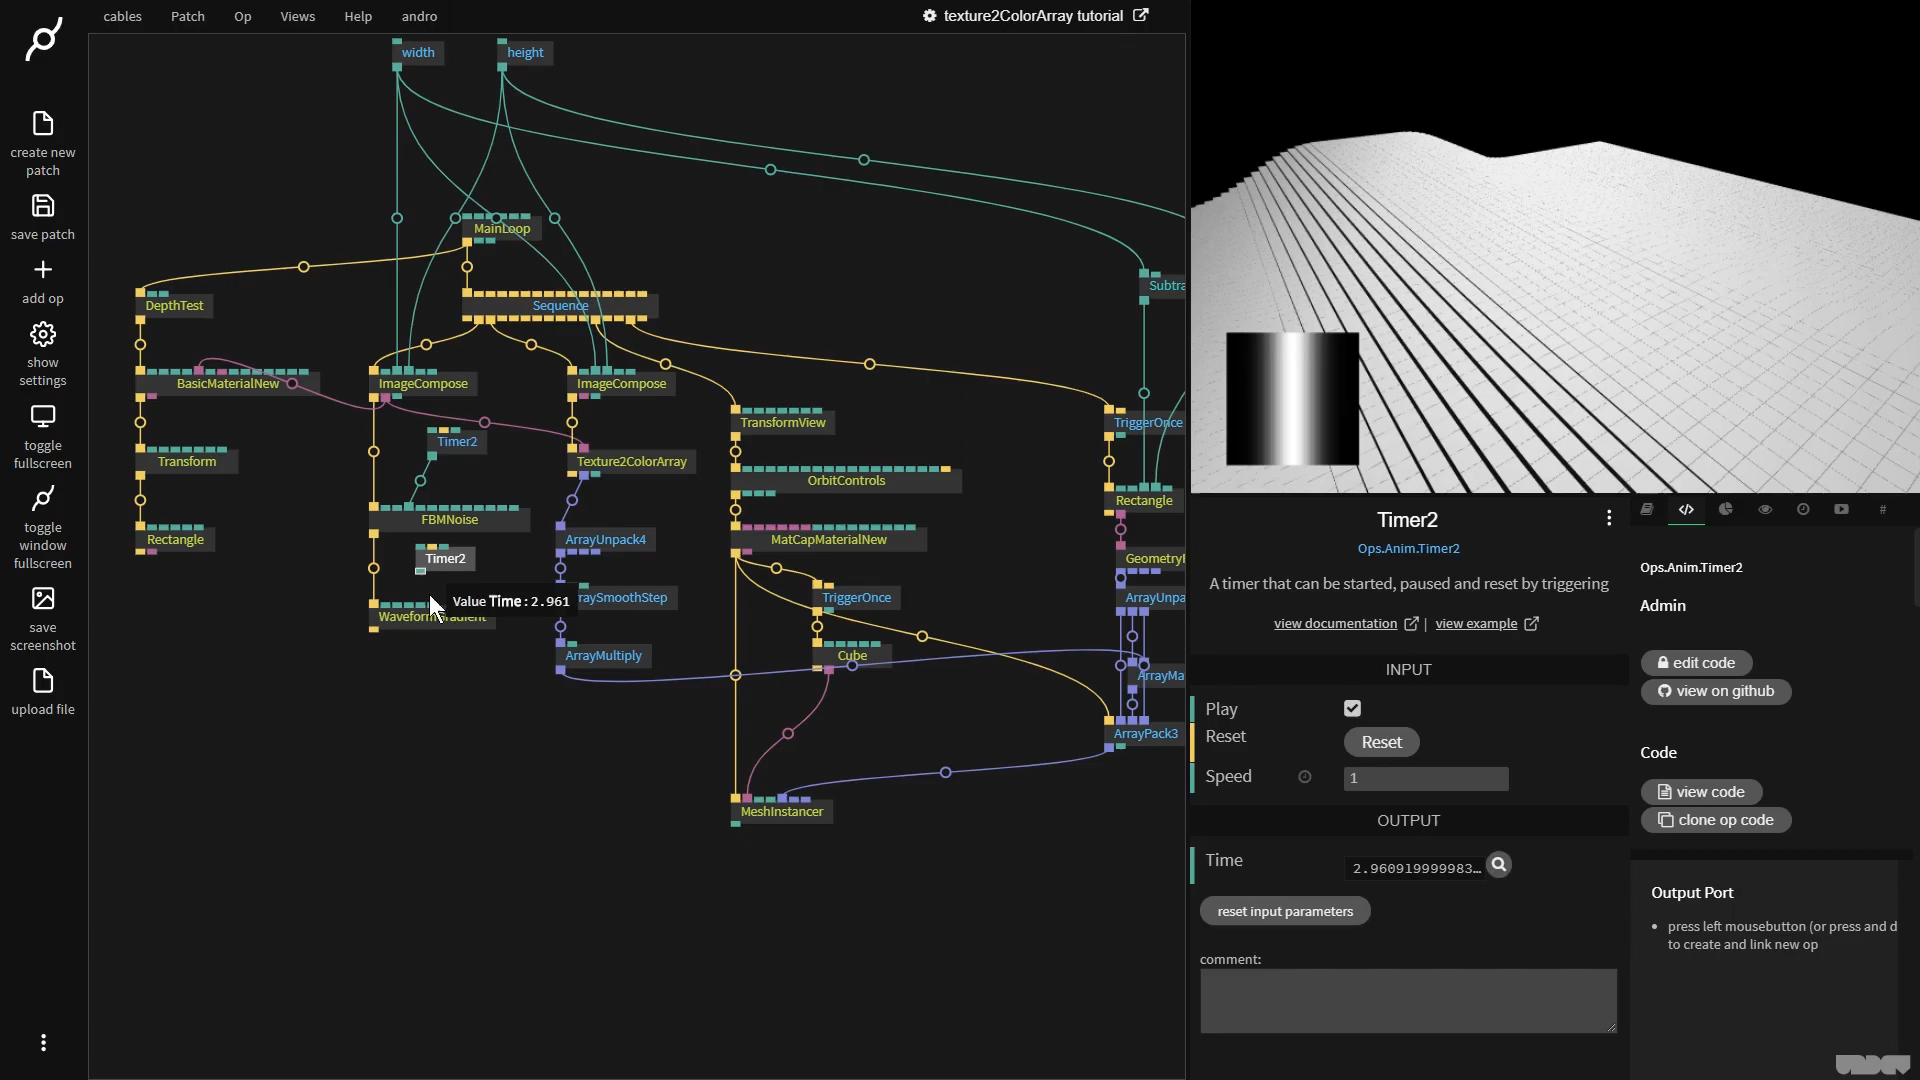 cables Patch Op Views Help andro
texture2ColorArray tutorial
create new
patch
save patch
add op
show
settings
toggle
fullscreen
toggle
window
fullscreen
save
screenshot
upload file
width height
MainLoop
DepthTest Sequence Subtra
BasicMaterialNew ImageCompose ImageCompose
TransformView TriggerOnce
Timer2
Transform Texture2ColorArray
OrbitControls
Rectangle
FBMNoise
Rectangle ArrayUnpack4 MatCapMaterialNew
Timer2
Value Time: 2.961
raySmoothStep TriggerOnce ArrayUnpa
ArrayMultiply Cube
ArrayMa
ArrayPack3
MeshInstancer
Timer2
Ops.Anim.Timer2
A timer that can be started, paused and reset by triggering
view documentation | view example
INPUT
Play
Reset Reset
Speed 1
OUTPUT
Time 2.960919999983…
reset input parameters
comment:
#
Ops.Anim.Timer2
Admin
edit code
view on github
Code
view code
clone op code
Output Port
• press left mousebutton (or press and d
to create and link new op